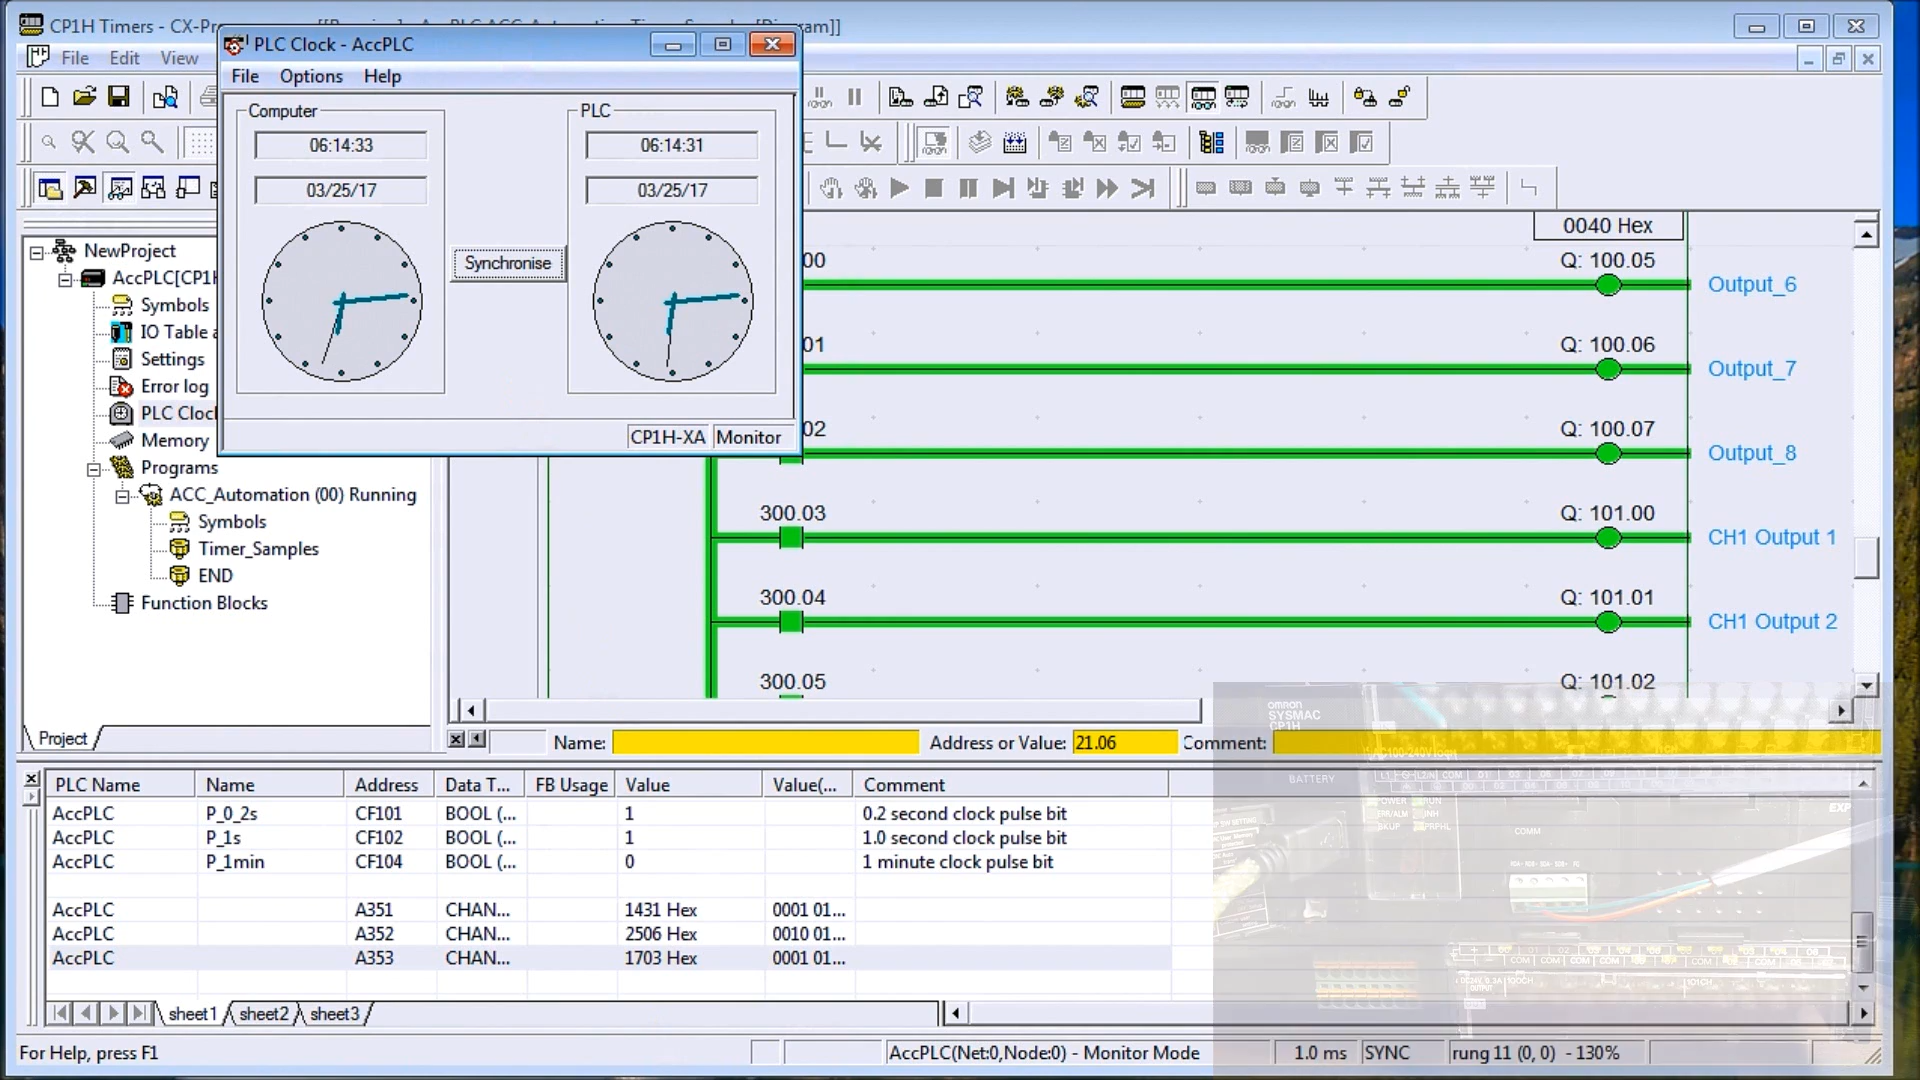 CP1H Timers - CX-Pr
am]]
PLC Clock - AccPLC
File Edit View
File Options Help
Computer
06:14:33
03/25/17
Synchronise
PLC
06:14:31
03/25/17
CP1H-XA Monitor
NewProject
AccPLC[CP1H
Symbols
IO Table a
Settings
Error log
PLC Cloc
Memory
Programs
ACC_Automation (00) Running
Symbols
Timer_Samples
END
Function Blocks
Project
0040 Hex
00 Q: 100.05 Output_6
01 Q: 100.06 Output_7
02 Q: 100.07 Output_8
300.03 Q: 101.00 CH1 Output 1
300.04 Q: 101.01 CH1 Output 2
300.05 Q: 101.02
Name: Address or Value: 21.06 Comment:
PLC Name Name Address Data T... FB Usage Value Value(... Comment
AccPLC P_0_2s CF101 BOOL (... 1 0.2 second clock pulse bit
AccPLC P_1s CF102 BOOL (... 1 1.0 second clock pulse bit
AccPLC P_1min CF104 BOOL (... 0 1 minute clock pulse bit
AccPLC A351 CHAN... 1431 Hex 0001 01...
AccPLC A352 CHAN... 2506 Hex 0010 01...
AccPLC A353 CHAN... 1703 Hex 0001 01...
sheet1 sheet2 sheet3
omron
SYSMAC
CP1H
BATTERY
COMM
EXP
For Help, press F1
AccPLC(Net:0,Node:0) - Monitor Mode 1.0 ms SYNC rung 11 (0, 0) - 130%